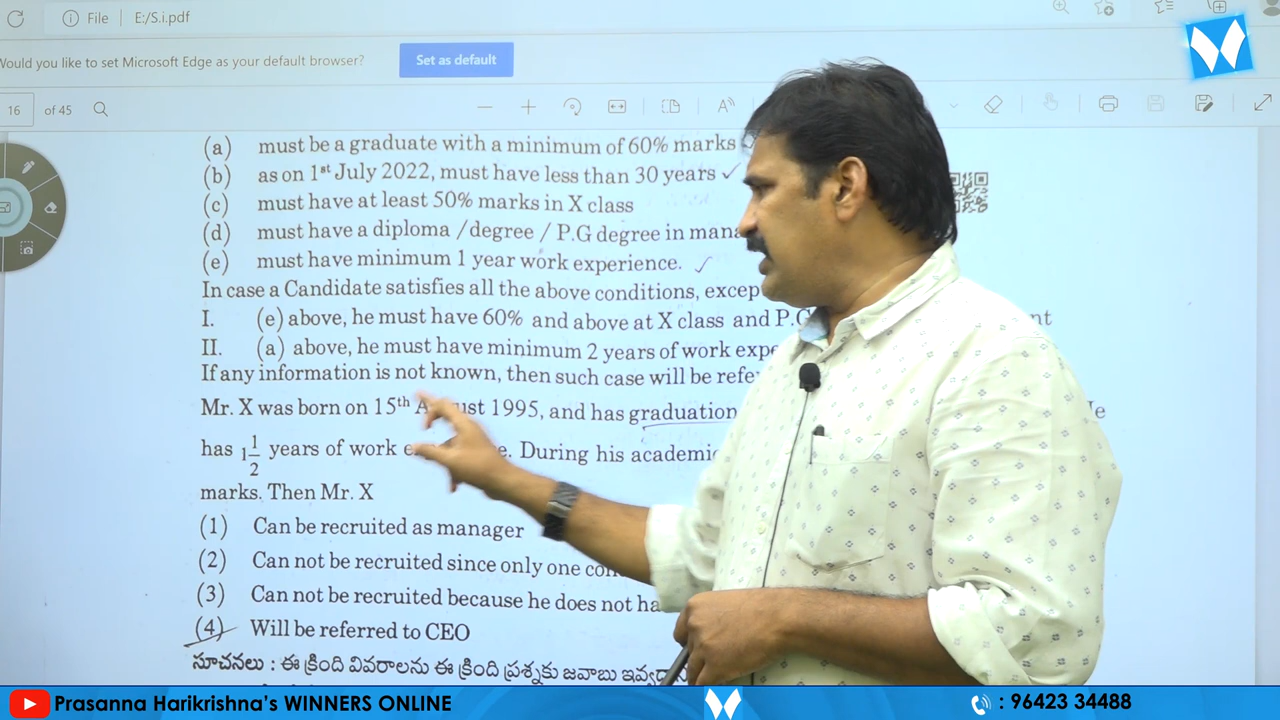 File E:/S.i.pdf
Would you like to set Microsoft Edge as your default browser? Set as default
16 of 45
(a) must be a graduate with a minimum of 60% marks
(b) as on 1st July 2022, must have less than 30 years
(c) must have at least 50% marks in X class
(d) must have a diploma /degree / P.G degree in
(e) must have minimum 1 year work experience.
In case a Candidate satisfies all the above conditions,
I. (e) above, he must have 60% and above at X class and
II. (a) above, he must have minimum 2 years of work
If any information is not known, then such case will be
Mr. X was born on 15th 1995, and has graduation
has 1 1/2 years of work During his
marks. Then Mr. X
(1) Can be recruited as manager
(2) Can not be recruited since only one
(3) Can not be recruited because he does not
(4) Will be referred to CEO
సూచనలు : ఈ క్రింది వివరాలను ఈ క్రింది ప్రశ్నకు జవాబు
Prasanna Harikrishna's WINNERS ONLINE : 96423 34488